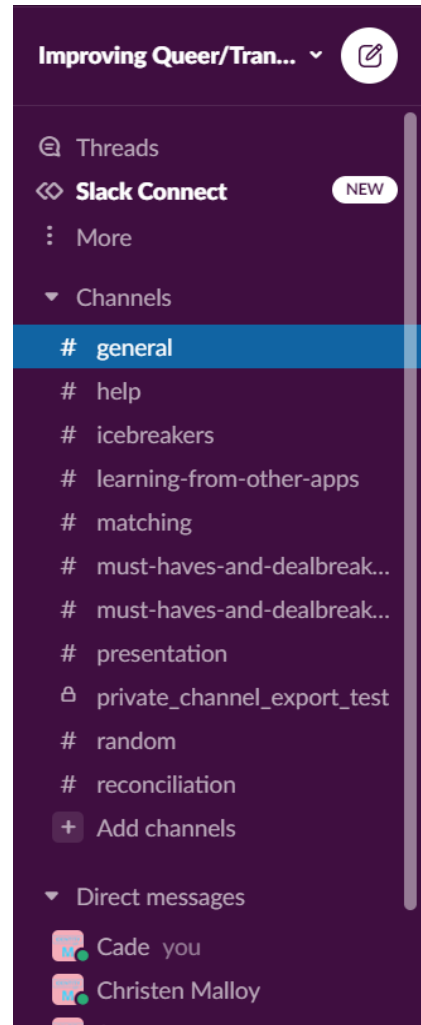 Improving Queer/Tran...
Threads
Slack Connect NEW
More
Channels
# general
# help
# icebreakers
# learning-from-other-apps
# matching
# must-haves-and-dealbreak...
# must-haves-and-dealbreak...
# presentation
private_channel_export_test
# random
# reconciliation
+ Add channels
Direct messages
Cade you
Christen Malloy